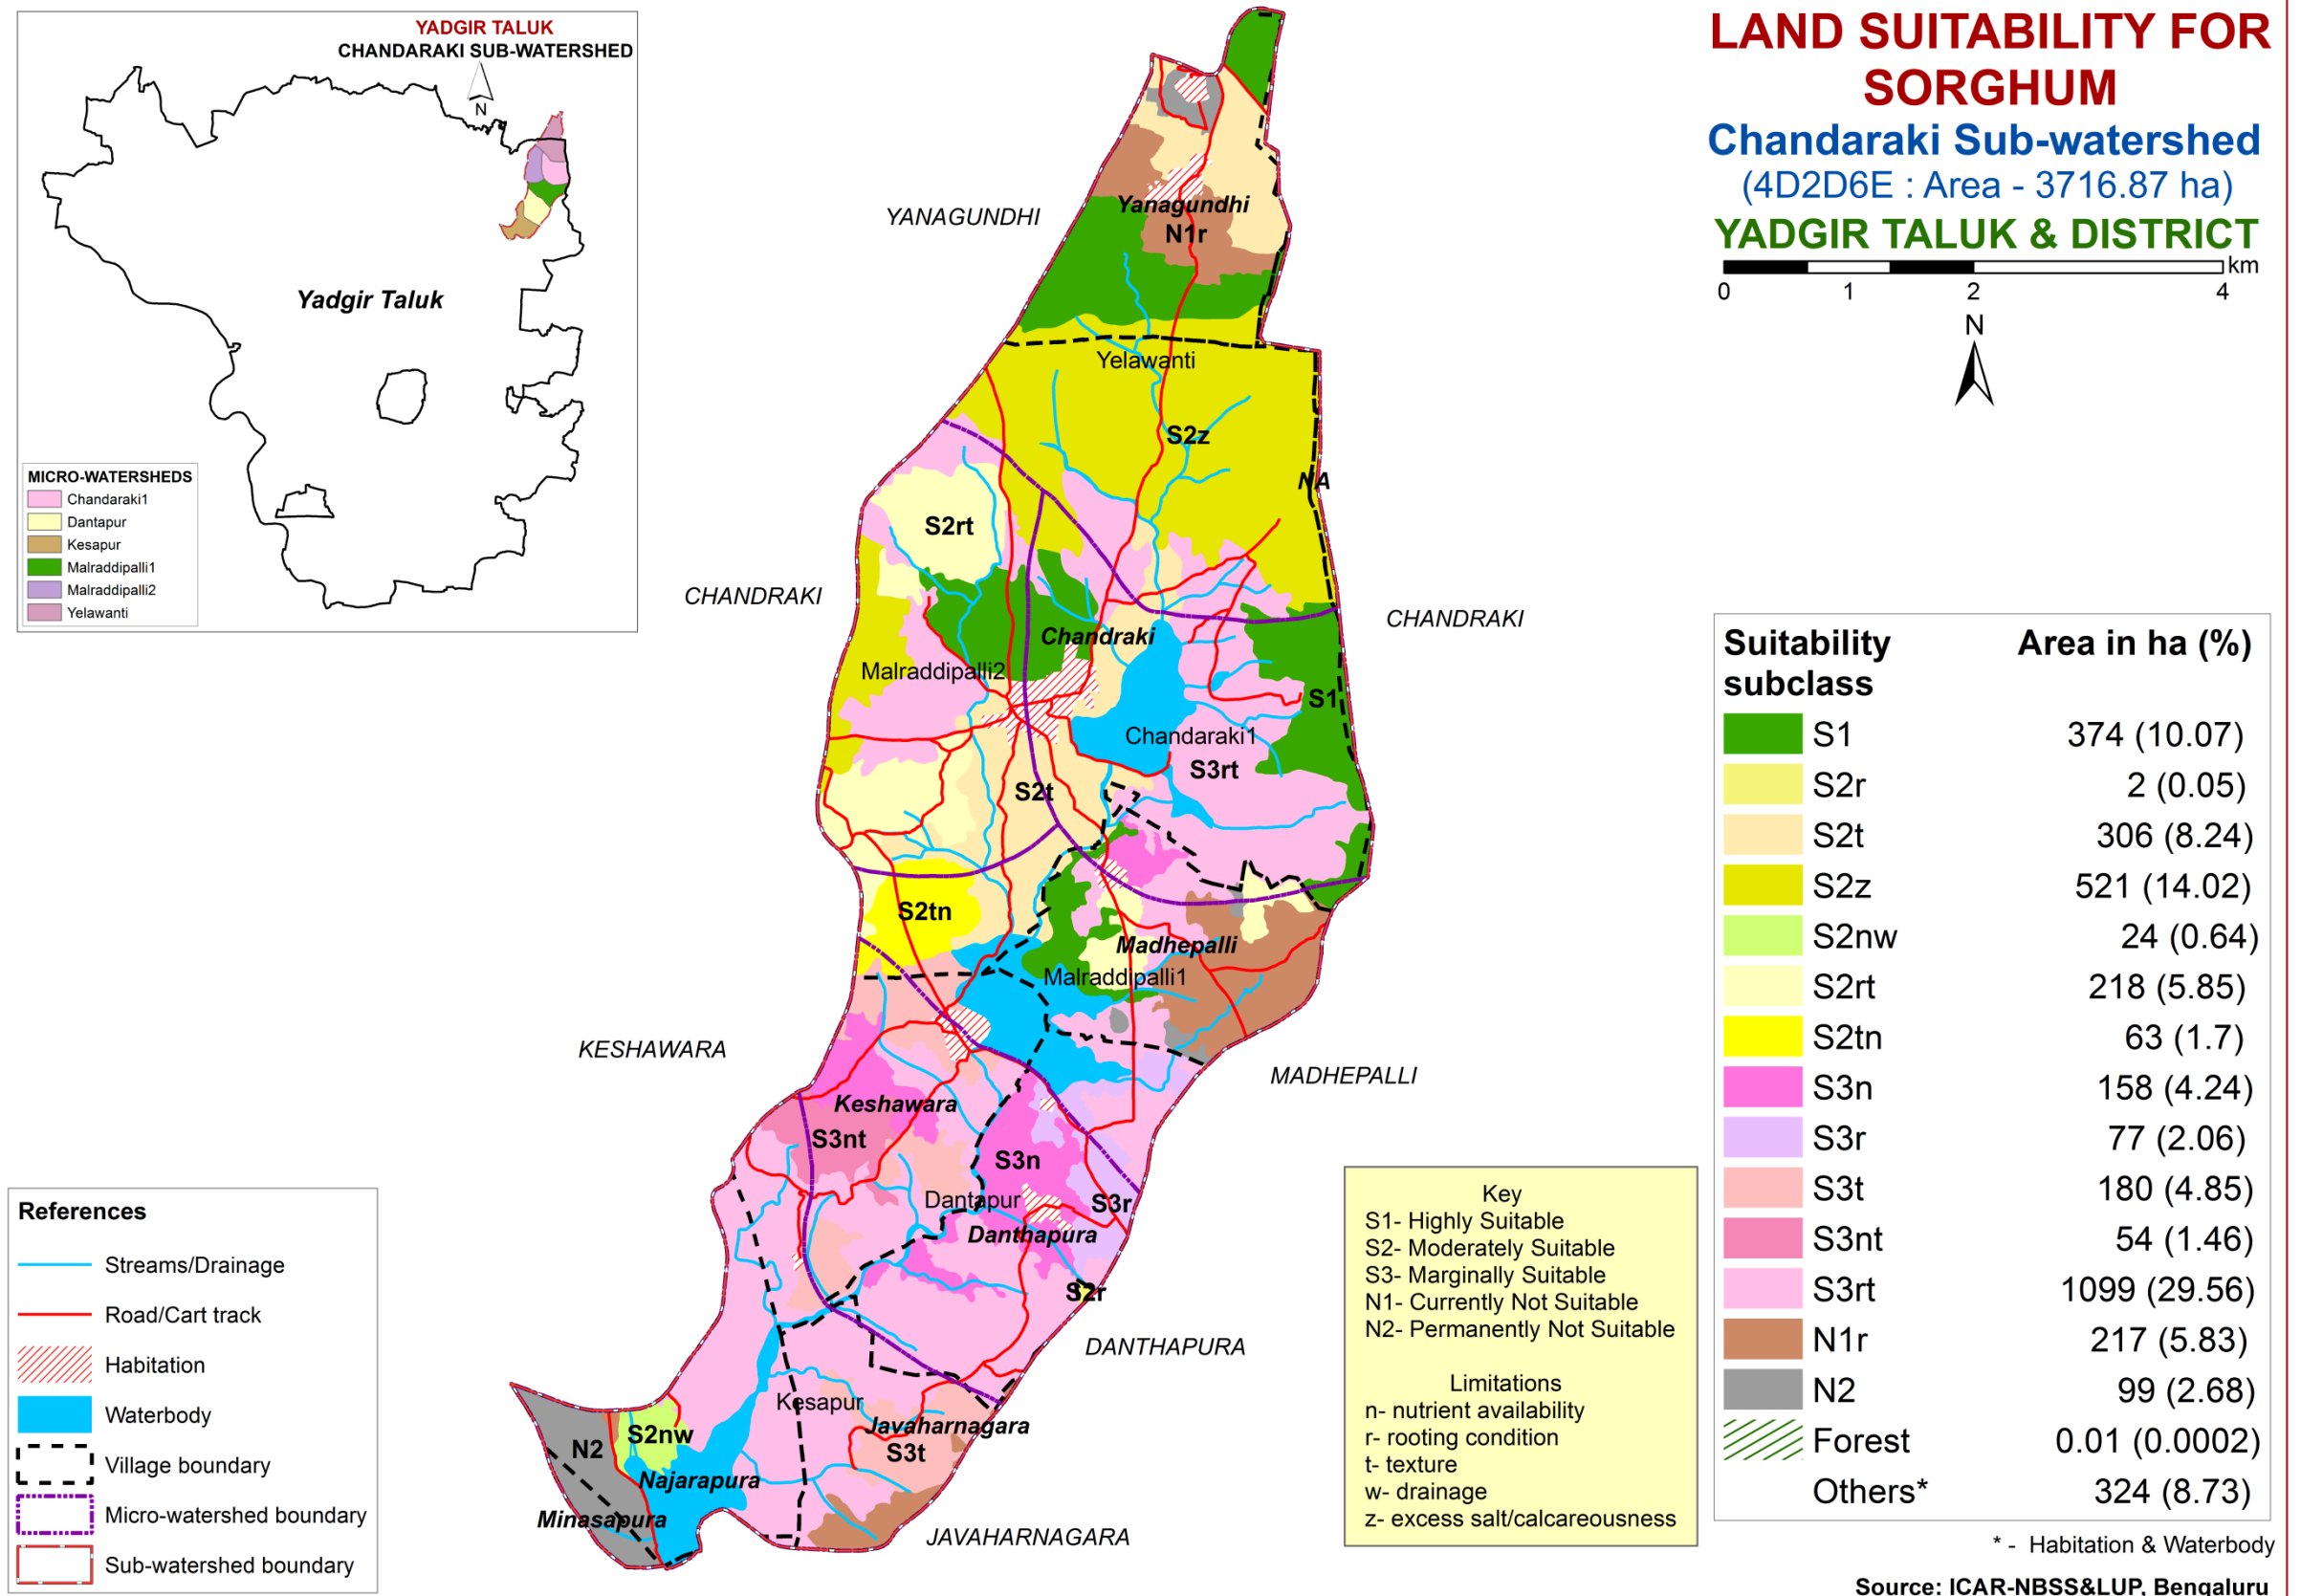 YADGIR TALUK
CHANDARAKI SUB-WATERSHED
N
Yadgir Taluk
MICRO-WATERSHEDS
Chandaraki1
Dantapur
Kesapur
Malraddipalli1
Malraddipalli2
Yelawanti
LAND SUITABILITY FOR
SORGHUM
Chandaraki Sub-watershed
(4D2D6E : Area - 3716.87 ha)
YADGIR TALUK & DISTRICT
km
0 1 2 4
N
YANAGUNDHI
Yanagundhi
N1r
Yelawanti
S2z
NA
S2rt
CHANDRAKI
CHANDRAKI
Chandraki
Malraddipalli2
S1
Chandaraki1
S3rt
S2t
S2tn
Madhepalli
Malraddipalli1
KESHAWARA
MADHEPALLI
Keshawara
S3nt
S3n
Dantapur
S3r
Danthapura
S2r
DANTHAPURA
Kesapur
Javaharnagara
S2nw
N2
S3t
Najarapura
Minasapura
JAVAHARNAGARA
Suitability subclass Area in ha (%)
S1 374 (10.07)
S2r 2 (0.05)
S2t 306 (8.24)
S2z 521 (14.02)
S2nw 24 (0.64)
S2rt 218 (5.85)
S2tn 63 (1.7)
S3n 158 (4.24)
S3r 77 (2.06)
S3t 180 (4.85)
S3nt 54 (1.46)
S3rt 1099 (29.56)
N1r 217 (5.83)
N2 99 (2.68)
Forest 0.01 (0.0002)
Others* 324 (8.73)
* - Habitation & Waterbody
Source: ICAR-NBSS&LUP, Bengaluru
Key
S1- Highly Suitable
S2- Moderately Suitable
S3- Marginally Suitable
N1- Currently Not Suitable
N2- Permanently Not Suitable
Limitations
n- nutrient availability
r- rooting condition
t- texture
w- drainage
z- excess salt/calcareousness
References
Streams/Drainage
Road/Cart track
Habitation
Waterbody
Village boundary
Micro-watershed boundary
Sub-watershed boundary